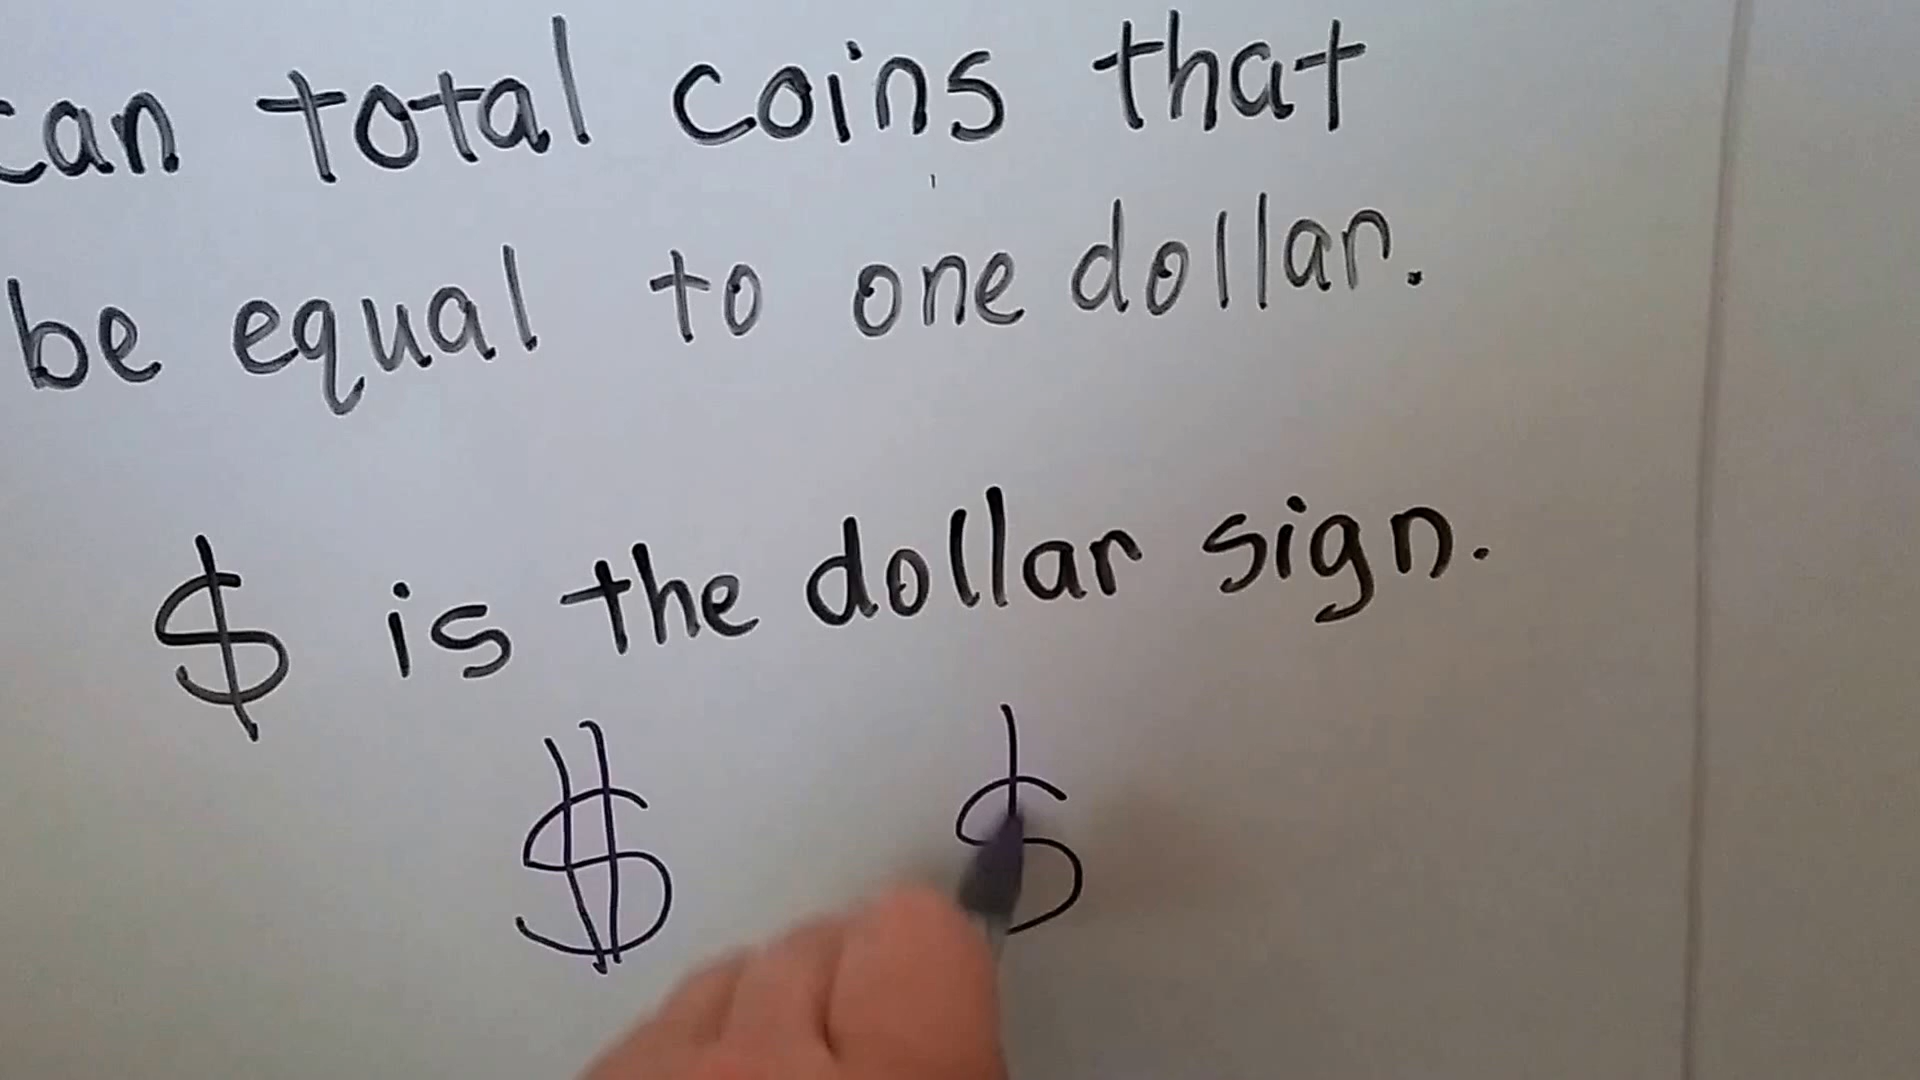 can total coins that
be equal to one dollar.
$ is the dollar sign.
$ $